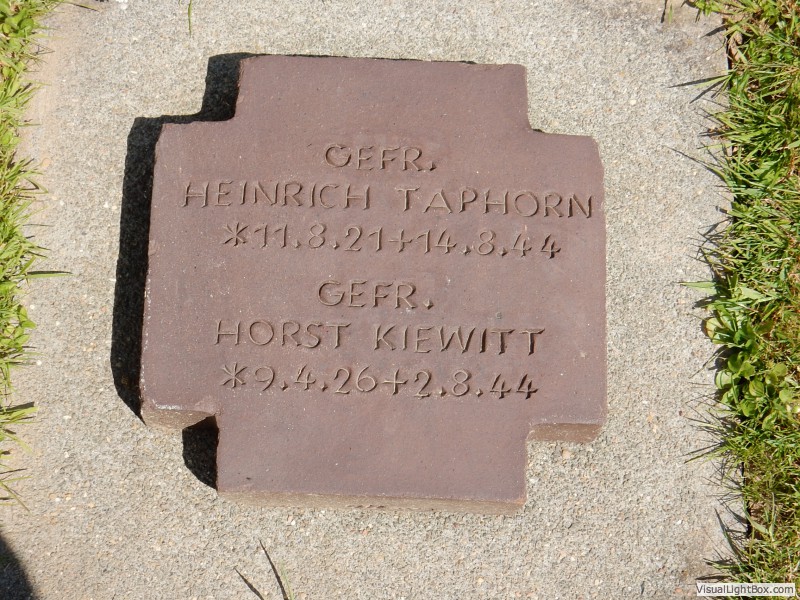 GEFR.
HEINRICH TAPHORN
*11.8.21+14.8.44
GEFR.
HORST KIEWITT
*9.4.26+2.8.44
VisualLightBox.com